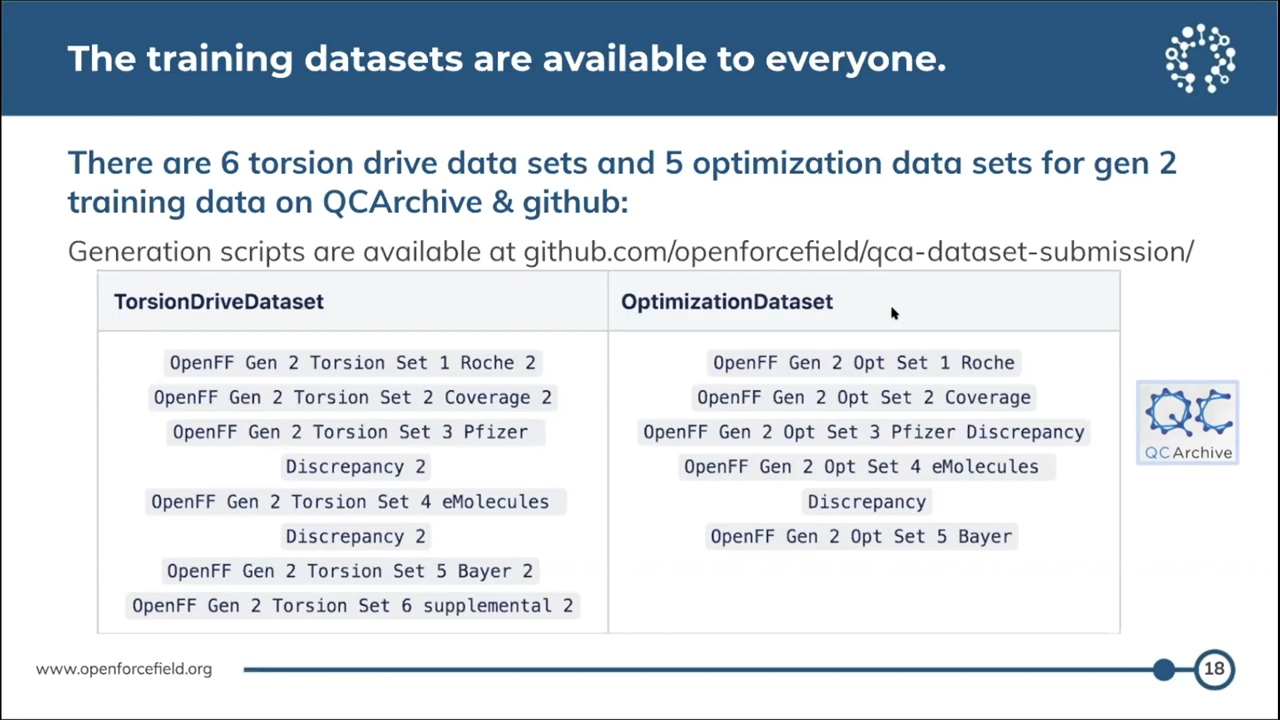 The training datasets are available to everyone.
There are 6 torsion drive data sets and 5 optimization data sets for gen 2
training data on QCArchive & github:
Generation scripts are available at github.com/openforcefield/qca-dataset-submission/
TorsionDriveDataset
OpenFF Gen 2 Torsion Set 1 Roche 2
OpenFF Gen 2 Torsion Set 2 Coverage 2
OpenFF Gen 2 Torsion Set 3 Pfizer
Discrepancy 2
OpenFF Gen 2 Torsion Set 4 eMolecules
Discrepancy 2
OpenFF Gen 2 Torsion Set 5 Bayer 2
OpenFF Gen 2 Torsion Set 6 supplemental 2
OptimizationDataset
OpenFF Gen 2 Opt Set 1 Roche
OpenFF Gen 2 Opt Set 2 Coverage
OpenFF Gen 2 Opt Set 3 Pfizer Discrepancy
OpenFF Gen 2 Opt Set 4 eMolecules
Discrepancy
OpenFF Gen 2 Opt Set 5 Bayer
QC
QCArchive
www.openforcefield.org
18